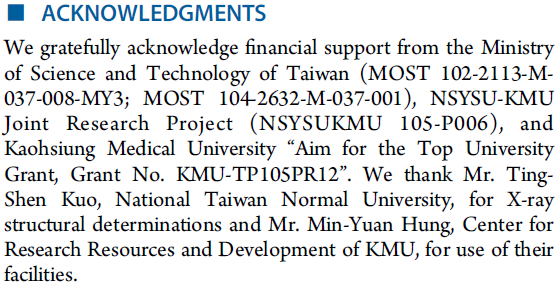 ACKNOWLEDGMENTS
We gratefully acknowledge financial support from the Ministry
of Science and Technology of Taiwan (MOST 102-2113-M-
037-008-MY3; MOST 104-2632-M-037-001), NSYSU-KMU
Joint Research Project (NSYSUKMU 105-P006), and
Kaohsiung Medical University “Aim for the Top University
Grant, Grant No. KMU-TP105PR12”. We thank Mr. Ting-
Shen Kuo, National Taiwan Normal University, for X-ray
structural determinations and Mr. Min-Yuan Hung, Center for
Research Resources and Development of KMU, for use of their
facilities.